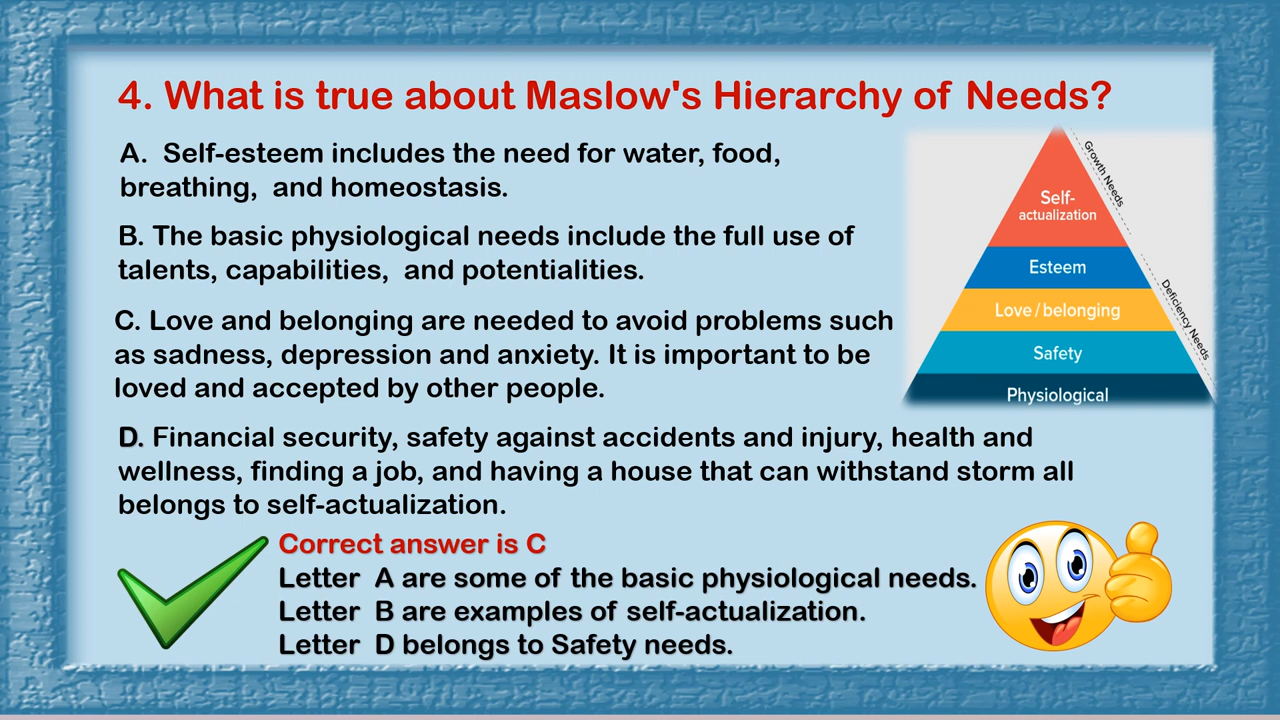 4. What is true about Maslow's Hierarchy of Needs?
A. Self-esteem includes the need for water, food,
breathing, and homeostasis.
B. The basic physiological needs include the full use of
talents, capabilities, and potentialities.
C. Love and belonging are needed to avoid problems such
as sadness, depression and anxiety. It is important to be
loved and accepted by other people.
Growth Needs
Self-
actualization
Esteem
Love / belonging
Safety
Physiological
Deficiency Needs
D. Financial security, safety against accidents and injury, health and
wellness, finding a job, and having a house that can withstand storm all
belongs to self-actualization.
Correct answer is C
Letter A are some of the basic physiological needs.
Letter B are examples of self-actualization.
Letter D belongs to Safety needs.